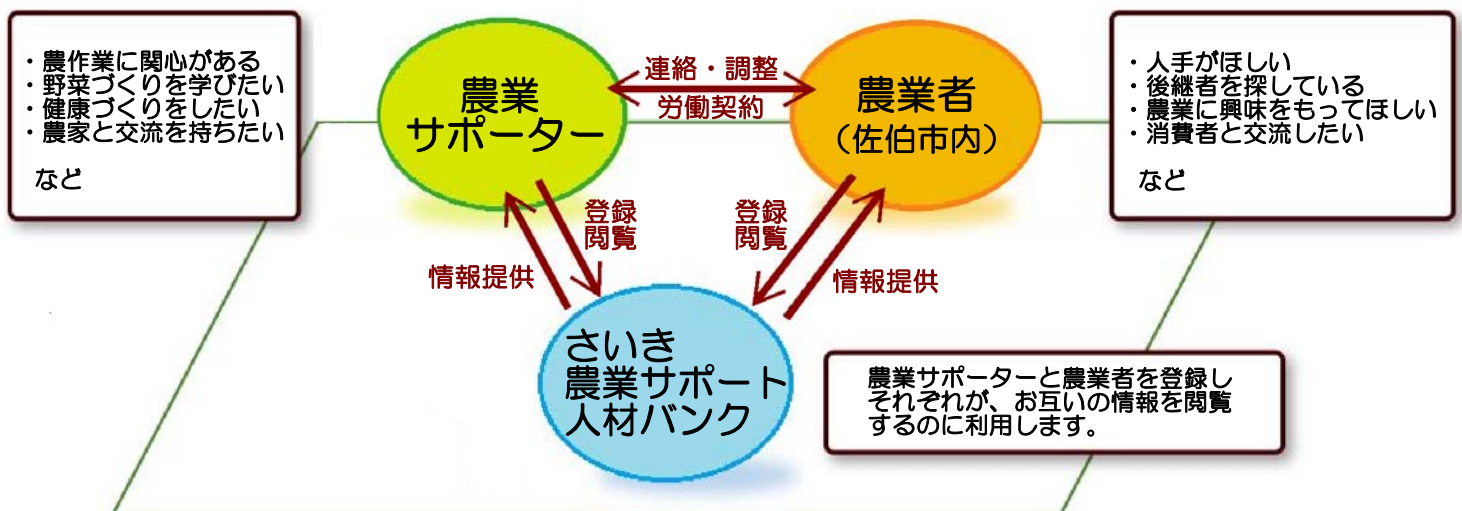 ・農作業に関心がある
・野菜づくりを学びたい
・健康づくりをしたい
・農家と交流を持ちたい
など
農業
サポーター
連絡・調整
労働契約
農業者
（佐伯市内）
・人手がほしい
・後継者を探している
・農業に興味をもってほしい
・消費者と交流したい
など
登録
閲覧
情報提供
登録
閲覧
情報提供
さいき
農業サポート
人材バンク
農業サポーターと農業者を登録し
それぞれが、お互いの情報を閲覧
するのに利用します。